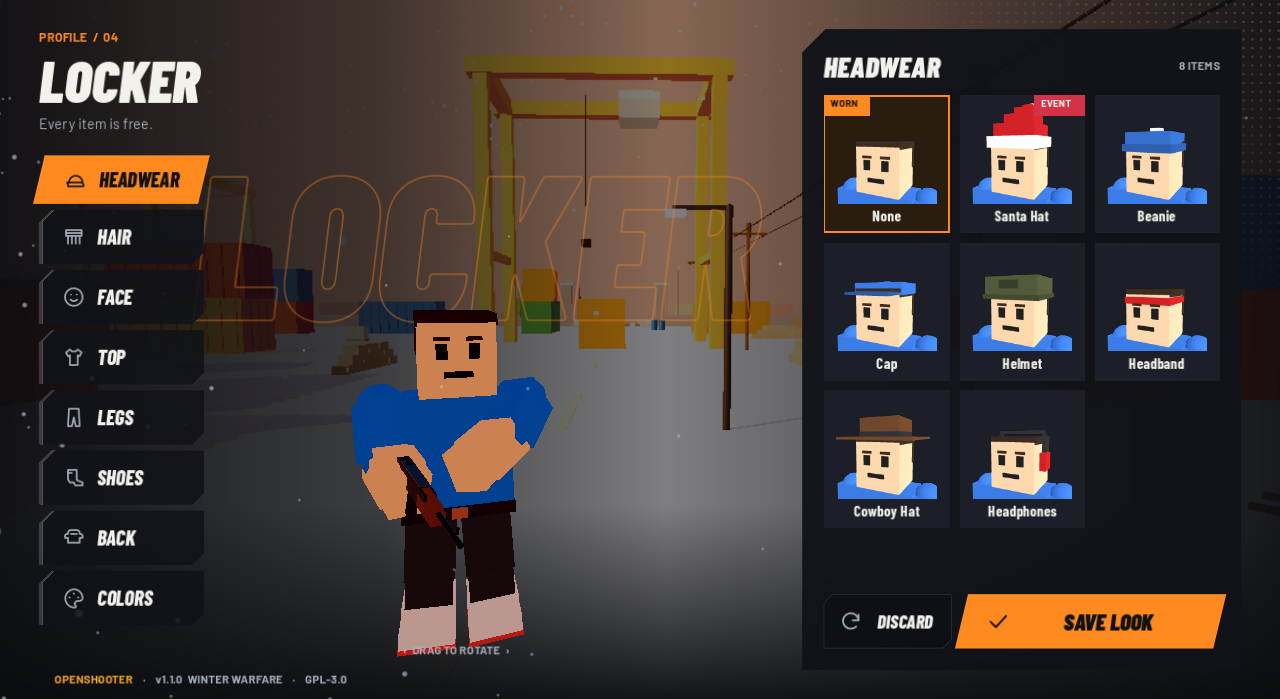 PROFILE / 04
LOCKER
Every item is free.
HEADWEAR
HAIR
FACE
TOP
LEGS
SHOES
BACK
COLORS
LOCKER
‹ DRAG TO ROTATE ›
HEADWEAR
8 ITEMS
WORN
None
EVENT
Santa Hat
Beanie
Cap
Helmet
Headband
Cowboy Hat
Headphones
DISCARD
SAVE LOOK
OPENSHOOTER · v1.1.0 WINTER WARFARE · GPL-3.0